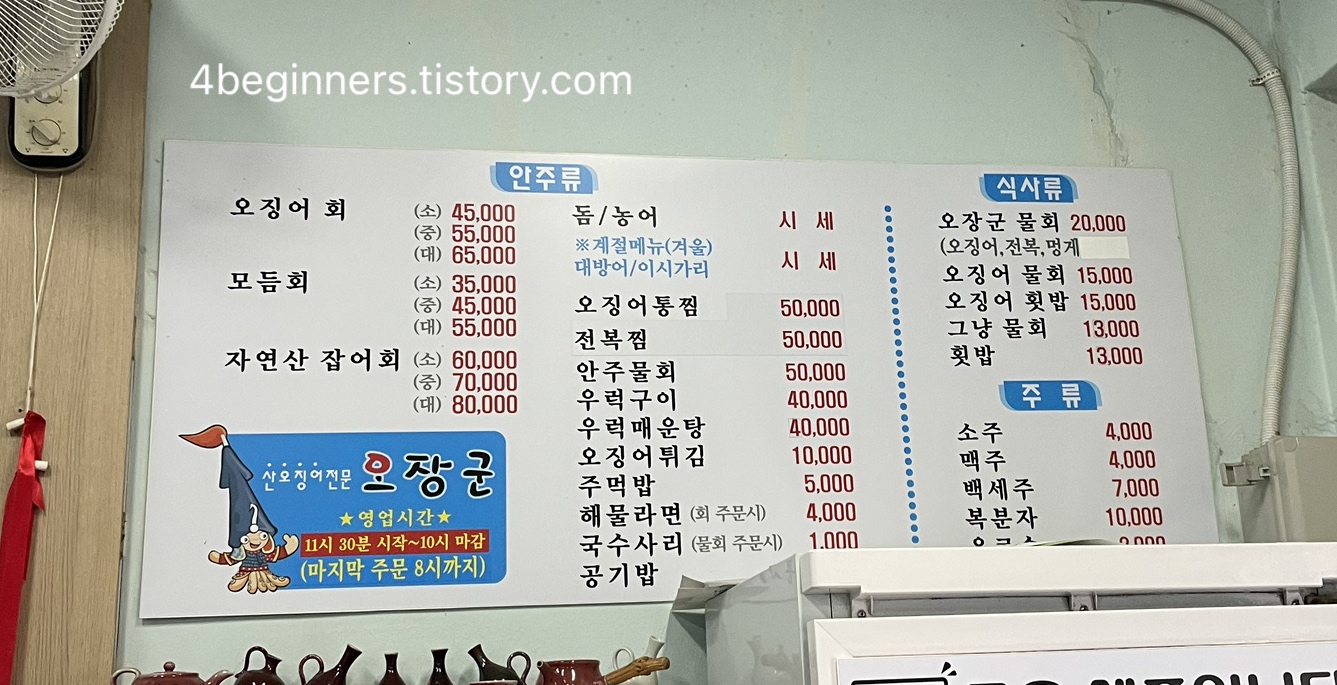 4beginners.tistory.com
안주류
오징어 회 (소) 45,000
(중) 55,000
(대) 65,000
모듬회 (소) 35,000
(중) 45,000
(대) 55,000
자연산 잡어회 (소) 60,000
(중) 70,000
(대) 80,000
산오징어전문 오장군
★영업시간★
11시 30분 시작~10시 마감
(마지막 주문 8시까지)
돔/농어 시 세
※계절메뉴(겨울)
대방어/이시가리 시 세
오징어통찜 50,000
전복찜 50,000
안주물회 50,000
우럭구이 40,000
우럭매운탕 40,000
오징어튀김 10,000
주먹밥 5,000
해물라면 (회 주문시) 4,000
국수사리 (물회 주문시) 1,000
공기밥
식사류
오장군 물회 20,000
(오징어,전복,멍게
오징어 물회 15,000
오징어 횟밥 15,000
그냥 물회 13,000
횟밥 13,000
주 류
소주 4,000
맥주 4,000
백세주 7,000
복분자 10,000